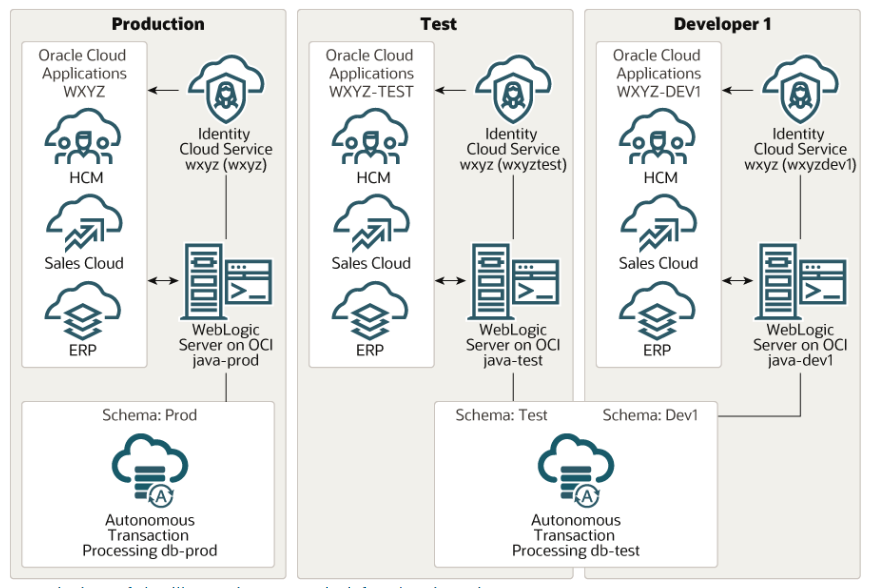 Production
Oracle Cloud
Applications
WXYZ
HCM
Sales Cloud
ERP
Identity
Cloud Service
wxyz (wxyz)
WebLogic
Server on OCI
java-prod
Schema: Prod
A
Autonomous
Transaction
Processing db-prod
Test
Oracle Cloud
Applications
WXYZ-TEST
HCM
Sales Cloud
ERP
Identity
Cloud Service
wxyz (wxyztest)
WebLogic
Server on OCI
java-test
Developer 1
Oracle Cloud
Applications
WXYZ-DEV1
HCM
Sales Cloud
ERP
Identity
Cloud Service
wxyz (wxyzdev1)
WebLogic
Server on OCI
java-dev1
Schema: Test
Schema: Dev1
A
Autonomous
Transaction
Processing db-test